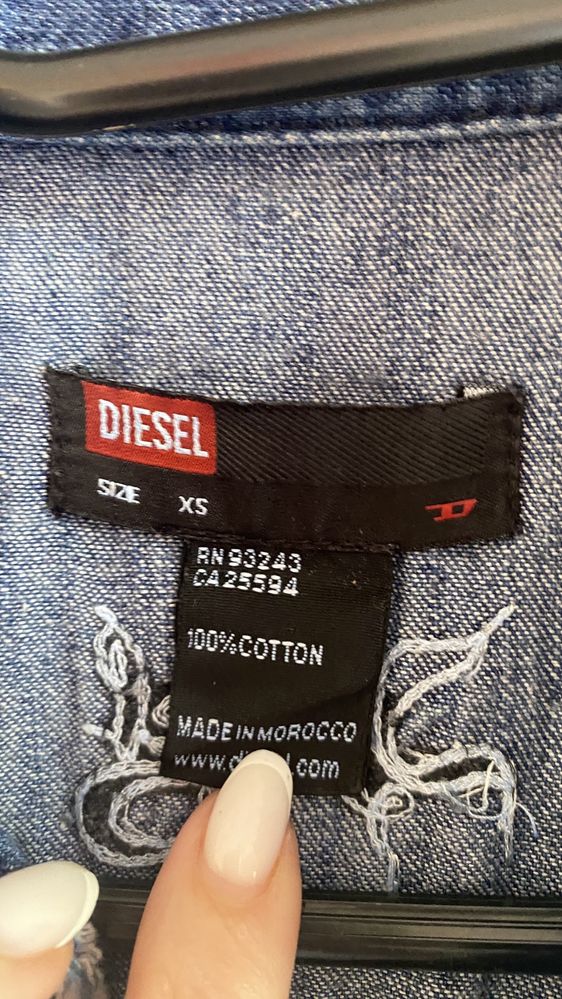 DIESEL
SIZE XS
RN 93243
CA 25594
100% COTTON
MADE IN MOROCCO